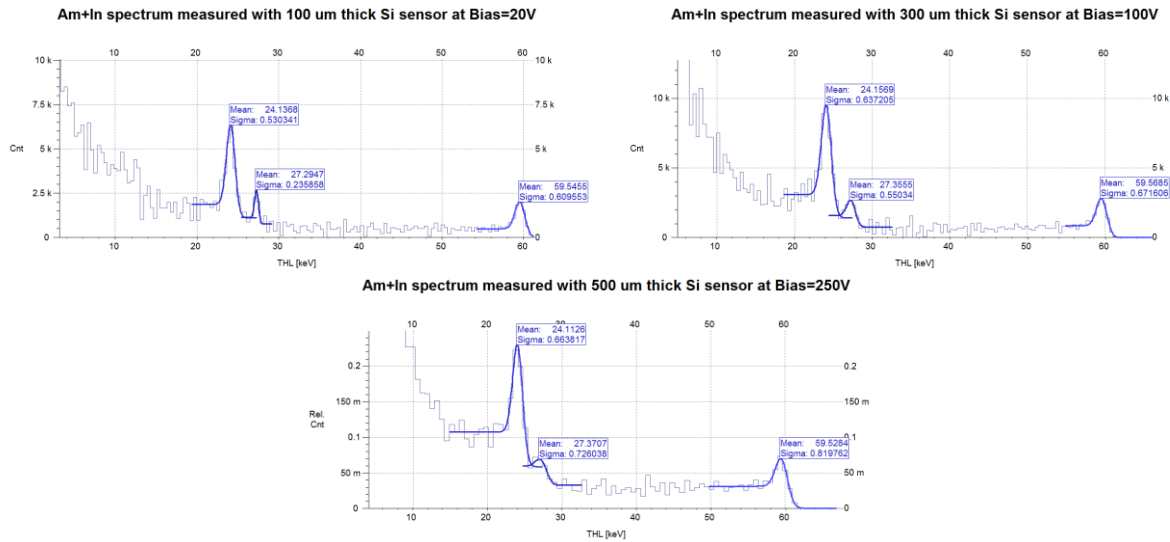 Am+In spectrum measured with 100 um thick Si sensor at Bias=20V
10 20 30 40 50 60
10 k 10 k
Mean: 24.1368
Sigma: 0.530341
7.5 k 7.5 k
Cnt
5 k 5 k
Mean: 27.2947
Sigma: 0.235858
Mean: 59.5455
Sigma: 0.609553
2.5 k
0 0
10 20 30 40 50 60
THL [keV]
Am+In spectrum measured with 300 um thick Si sensor at Bias=100V
10 20 30 40 50 60
Mean: 24.1569
Sigma: 0.637205
10 k 10 k
Cnt
5 k 5 k
Mean: 27.3555
Sigma: 0.55034
Mean: 59.5685
Sigma: 0.671606
0 0
10 20 30 40 50 60
THL [keV]
Am+In spectrum measured with 500 um thick Si sensor at Bias=250V
10 20 30 40 50 60
Mean: 24.1126
Sigma: 0.663817
0.2 0.2
150 m 150 m
Rel.
Cnt
0.1 0.1
Mean: 27.3707
Sigma: 0.726038
Mean: 59.5284
Sigma: 0.819762
50 m 50 m
0 0
10 20 30 40 50 60
THL [keV]